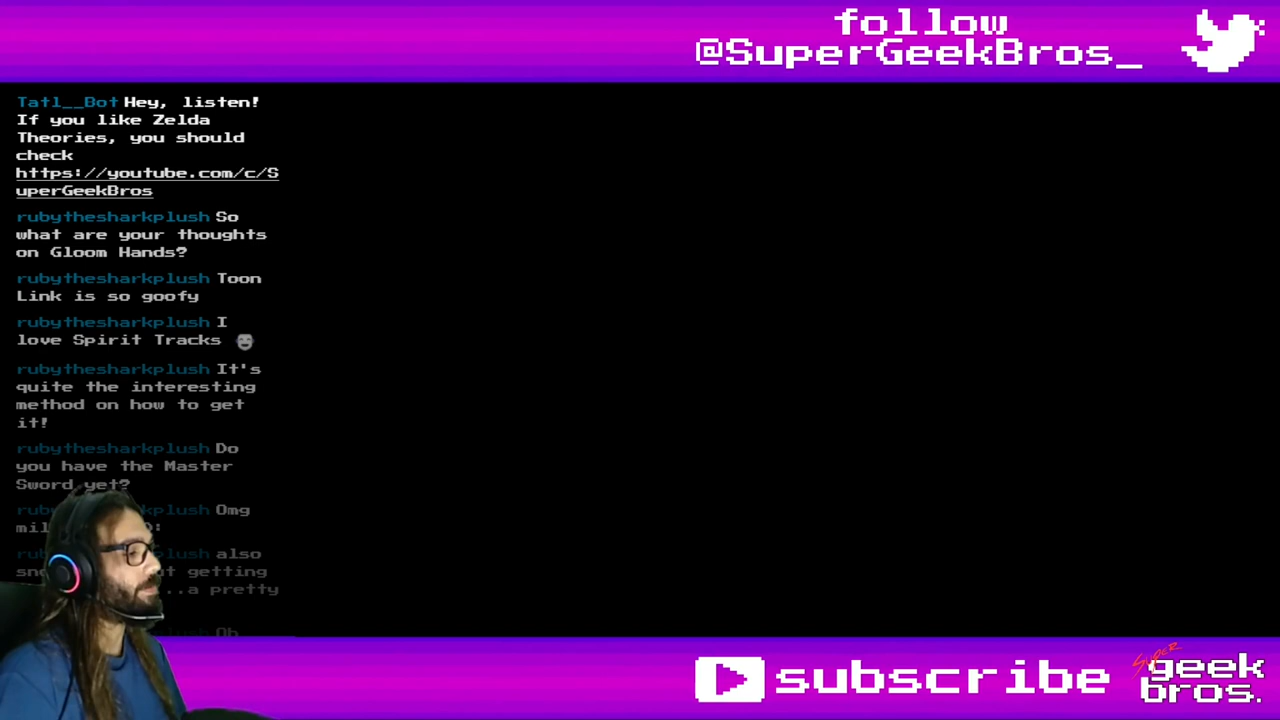 follow
@SuperGeekBros_
Tatl__Bot Hey, listen!
If you like Zelda
Theories, you should
check
https://youtube.com/c/S
uperGeekBros
rubythesharkplush So
what are your thoughts
on Gloom Hands?
rubythesharkplush Toon
Link is so goofy
rubythesharkplush I
love Spirit Tracks
rubythesharkplush It's
quite the interesting
method on how to get
it!
rubythesharkplush Do
you have the Master
Sword yet?
Omg
also
getting
a pretty
Oh
subscribe
super
geek
bros.